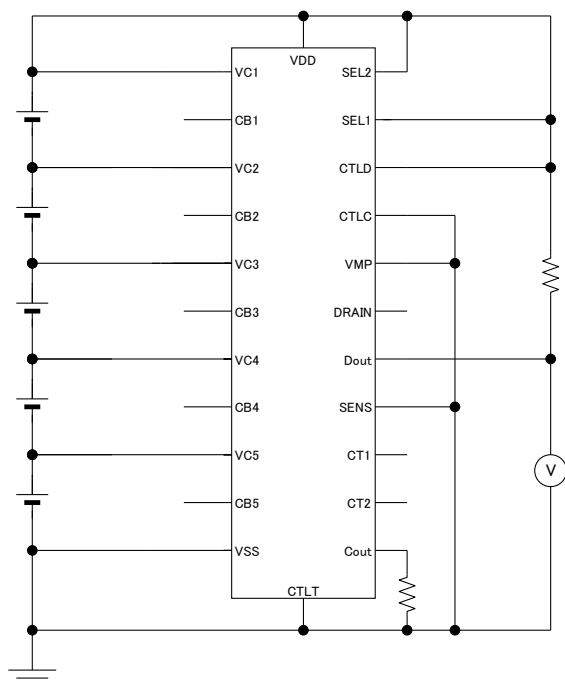 VDD
VC1
SEL2
CB1
SEL1
VC2
CTLD
CB2
CTLC
VC3
VMP
CB3
DRAIN
VC4
Dout
CB4
SENS
VC5
CT1
CB5
CT2
VSS
Cout
CTLT
V